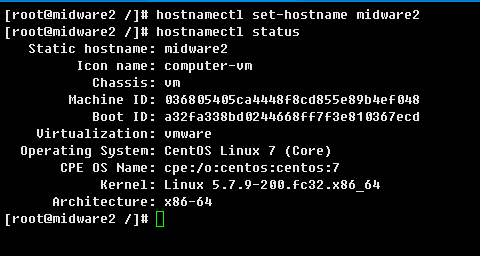 [root@midware2 /]# hostnamectl set-hostname midware2
[root@midware2 /]# hostnamectl status
Static hostname: midware2
Icon name: computer-vm
Chassis: vm
Machine ID: 036805405ca4448f8cd855e89b4ef048
Boot ID: a32fa338bd0244668ff7f3e810367ecd
Virtualization: vmware
Operating System: CentOS Linux 7 (Core)
CPE OS Name: cpe:/o:centos:centos:7
Kernel: Linux 5.7.9-200.fc32.x86_64
Architecture: x86-64
[root@midware2 /]#